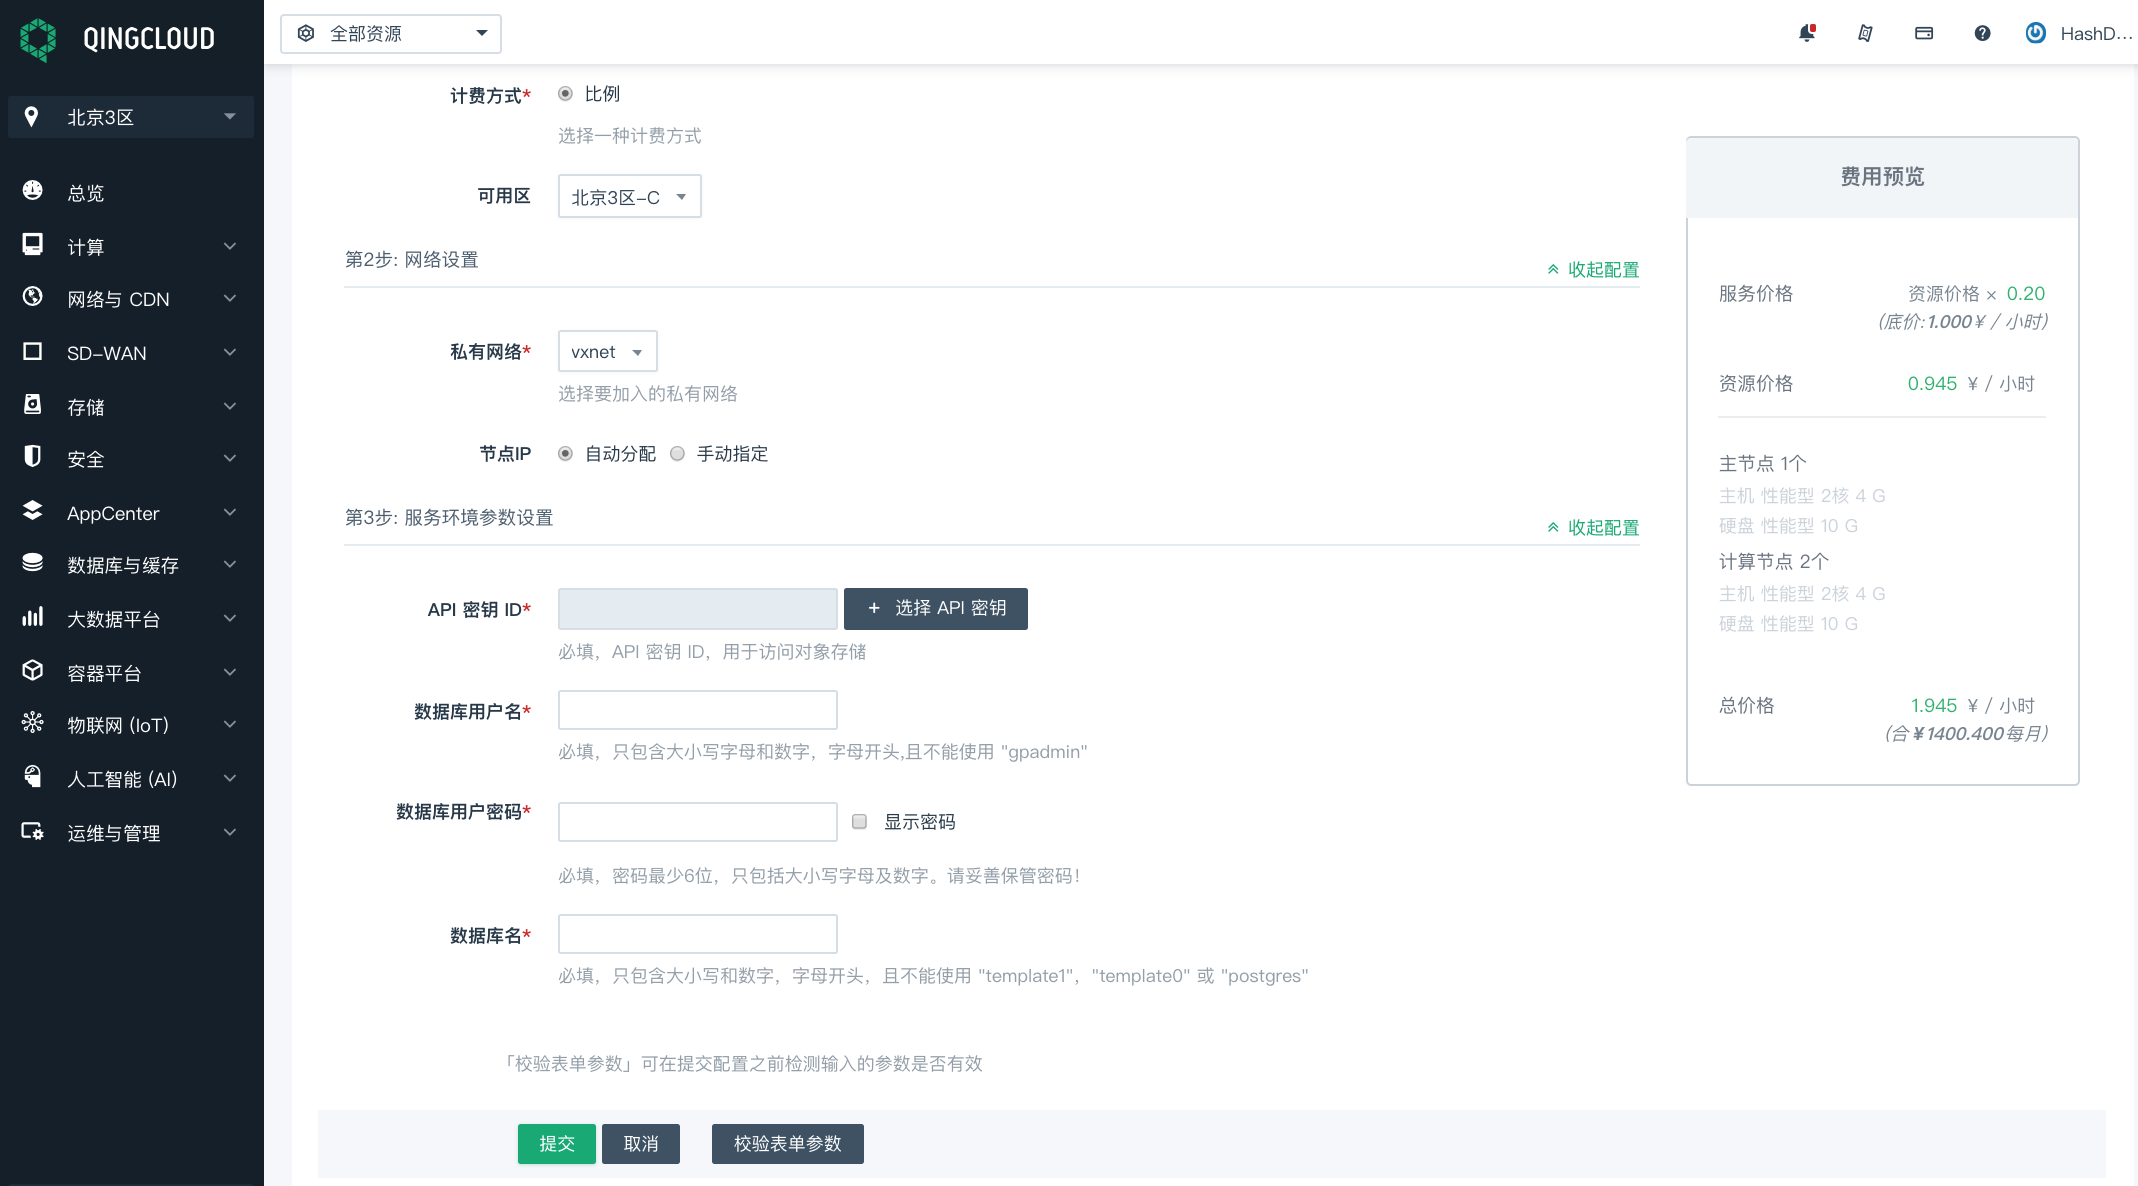 QINGCLOUD
全部资源
HashD...
北京3区
总览
计算
网络与 CDN
SD-WAN
存储
安全
AppCenter
数据库与缓存
大数据平台
容器平台
物联网 (IoT)
人工智能 (AI)
运维与管理
计费方式* 比例
选择一种计费方式
可用区 北京3区-C
第2步: 网络设置
收起配置
私有网络* vxnet
选择要加入的私有网络
节点IP 自动分配 手动指定
第3步: 服务环境参数设置
收起配置
API 密钥 ID* + 选择 API 密钥
必填，API 密钥 ID，用于访问对象存储
数据库用户名*
必填，只包含大小写字母和数字，字母开头,且不能使用 "gpadmin"
数据库用户密码* 显示密码
必填，密码最少6位，只包括大小写字母及数字。请妥善保管密码！
数据库名*
必填，只包含大小写和数字，字母开头，且不能使用 "template1"，"template0" 或 "postgres"
「校验表单参数」可在提交配置之前检测输入的参数是否有效
提交 取消 校验表单参数
费用预览
服务价格 资源价格 × 0.20
(底价:1.000¥ / 小时)
资源价格 0.945 ¥ / 小时
主节点 1个
主机 性能型 2核 4 G
硬盘 性能型 10 G
计算节点 2个
主机 性能型 2核 4 G
硬盘 性能型 10 G
总价格 1.945 ¥ / 小时
(合¥1400.400每月)